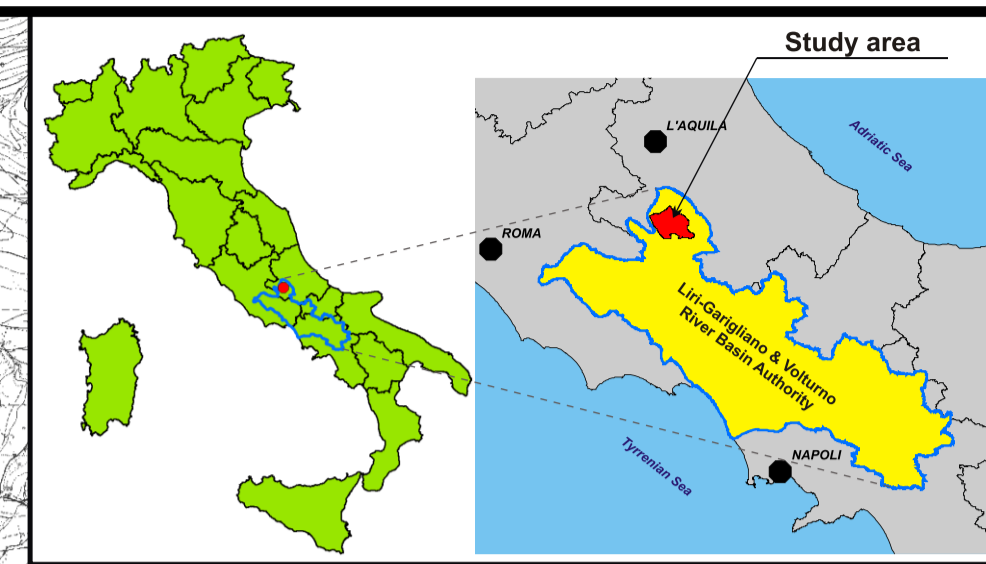 Study area
L'AQUILA
Adriatic Sea
ROMA
Liri-Garigliano & Volturno
River Basin Authority
NAPOLI
Tyrrenian Sea